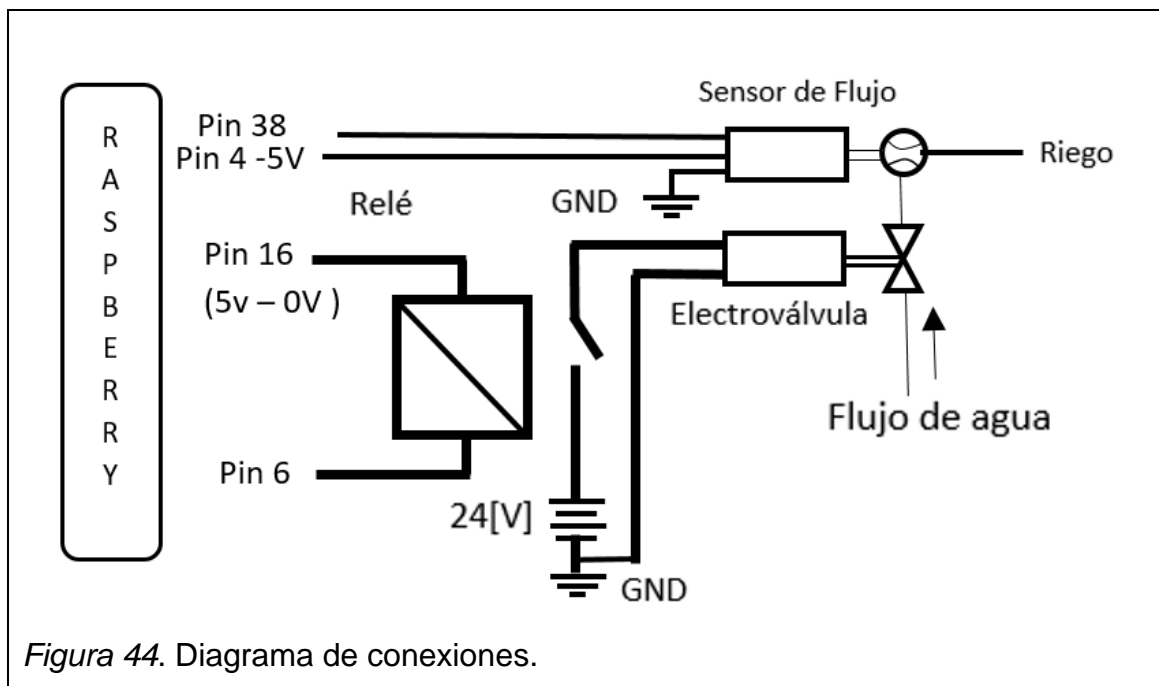 RASPBERRY
Pin 38
Pin 4 -5V
Sensor de Flujo
Riego
GND
Relé
Pin 16
(5v – 0V )
Electroválvula
Flujo de agua
Pin 6
24[V]
GND
Figura 44. Diagrama de conexiones.